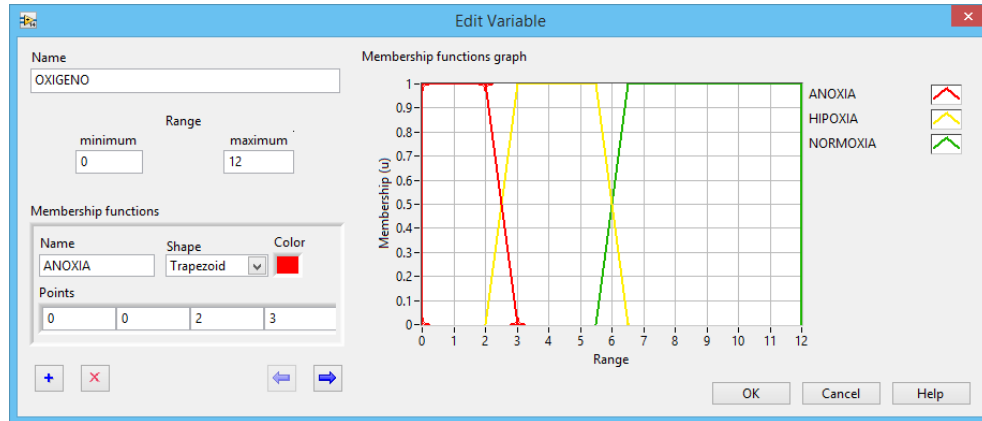 Edit Variable
Name
OXIGENO
Range
minimum maximum
0 12
Membership functions
Name Shape Color
ANOXIA Trapezoid
Points
0 0 2 3
Membership functions graph
1
0.9
0.8
0.7
0.6
0.5
0.4
0.3
0.2
0.1
0
Membership (u)
0 1 2 3 4 5 6 7 8 9 10 11 12
Range
ANOXIA
HIPOXIA
NORMOXIA
OK Cancel Help